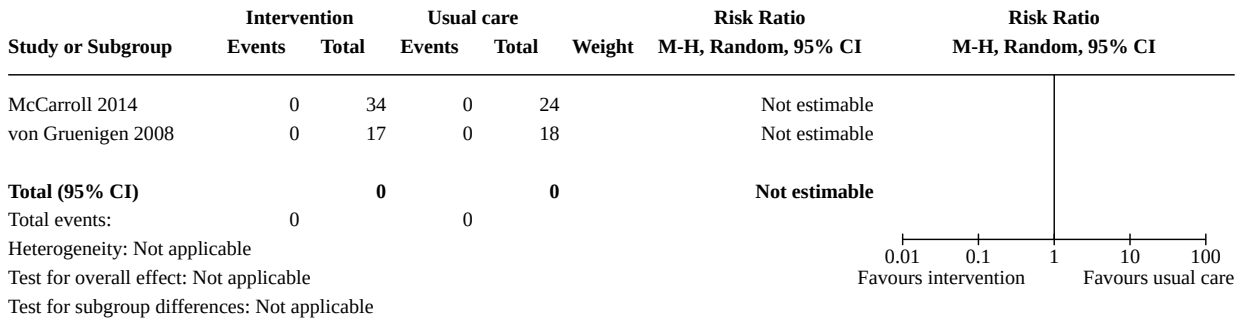 Intervention Usual care Risk Ratio Risk Ratio
Study or Subgroup Events Total Events Total Weight M-H, Random, 95% CI M-H, Random, 95% CI
McCarroll 2014 0 34 0 24 Not estimable
von Gruenigen 2008 0 17 0 18 Not estimable
Total (95% CI) 0 0 Not estimable
Total events: 0 0
Heterogeneity: Not applicable
0.01 0.1 1 10 100
Test for overall effect: Not applicable Favours intervention Favours usual care
Test for subgroup differences: Not applicable